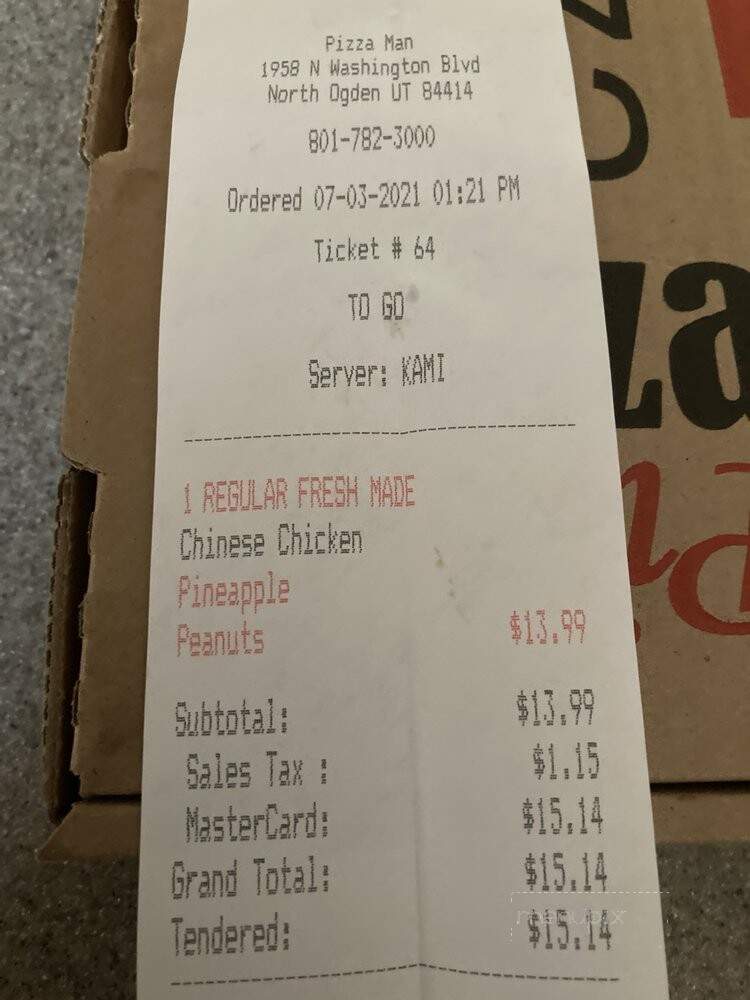 Pizza Man
1958 N Washington Blvd
North Ogden UT 84414
801-782-3000
Ordered 07-03-2021 01:21 PM
Ticket # 64
TO GO
Server: KAMI
1 REGULAR FRESH MADE
Chinese Chicken
Pineapple
Peanuts $13.99
Subtotal: $13.99
Sales Tax : $1.15
MasterCard: $15.14
Grand Total: $15.14
Tendered: $15.14
menupix
za